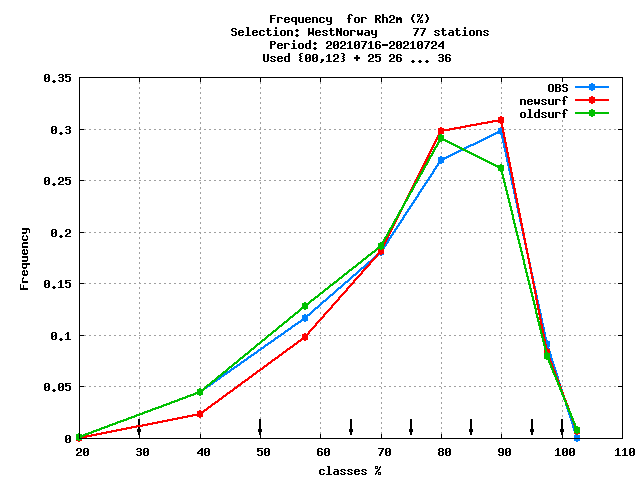 Frequency  for Rh2m (%)
Selection: WestNorway     77 stations
Period: 20210716-20210724
Used {00,12} + 25 26 ... 36
OBS
newsurf
oldsurf
0.35
0.3
0.25
0.2
0.15
0.1
0.05
0
Frequency
20 30 40 50 60 70 80 90 100 110
classes %